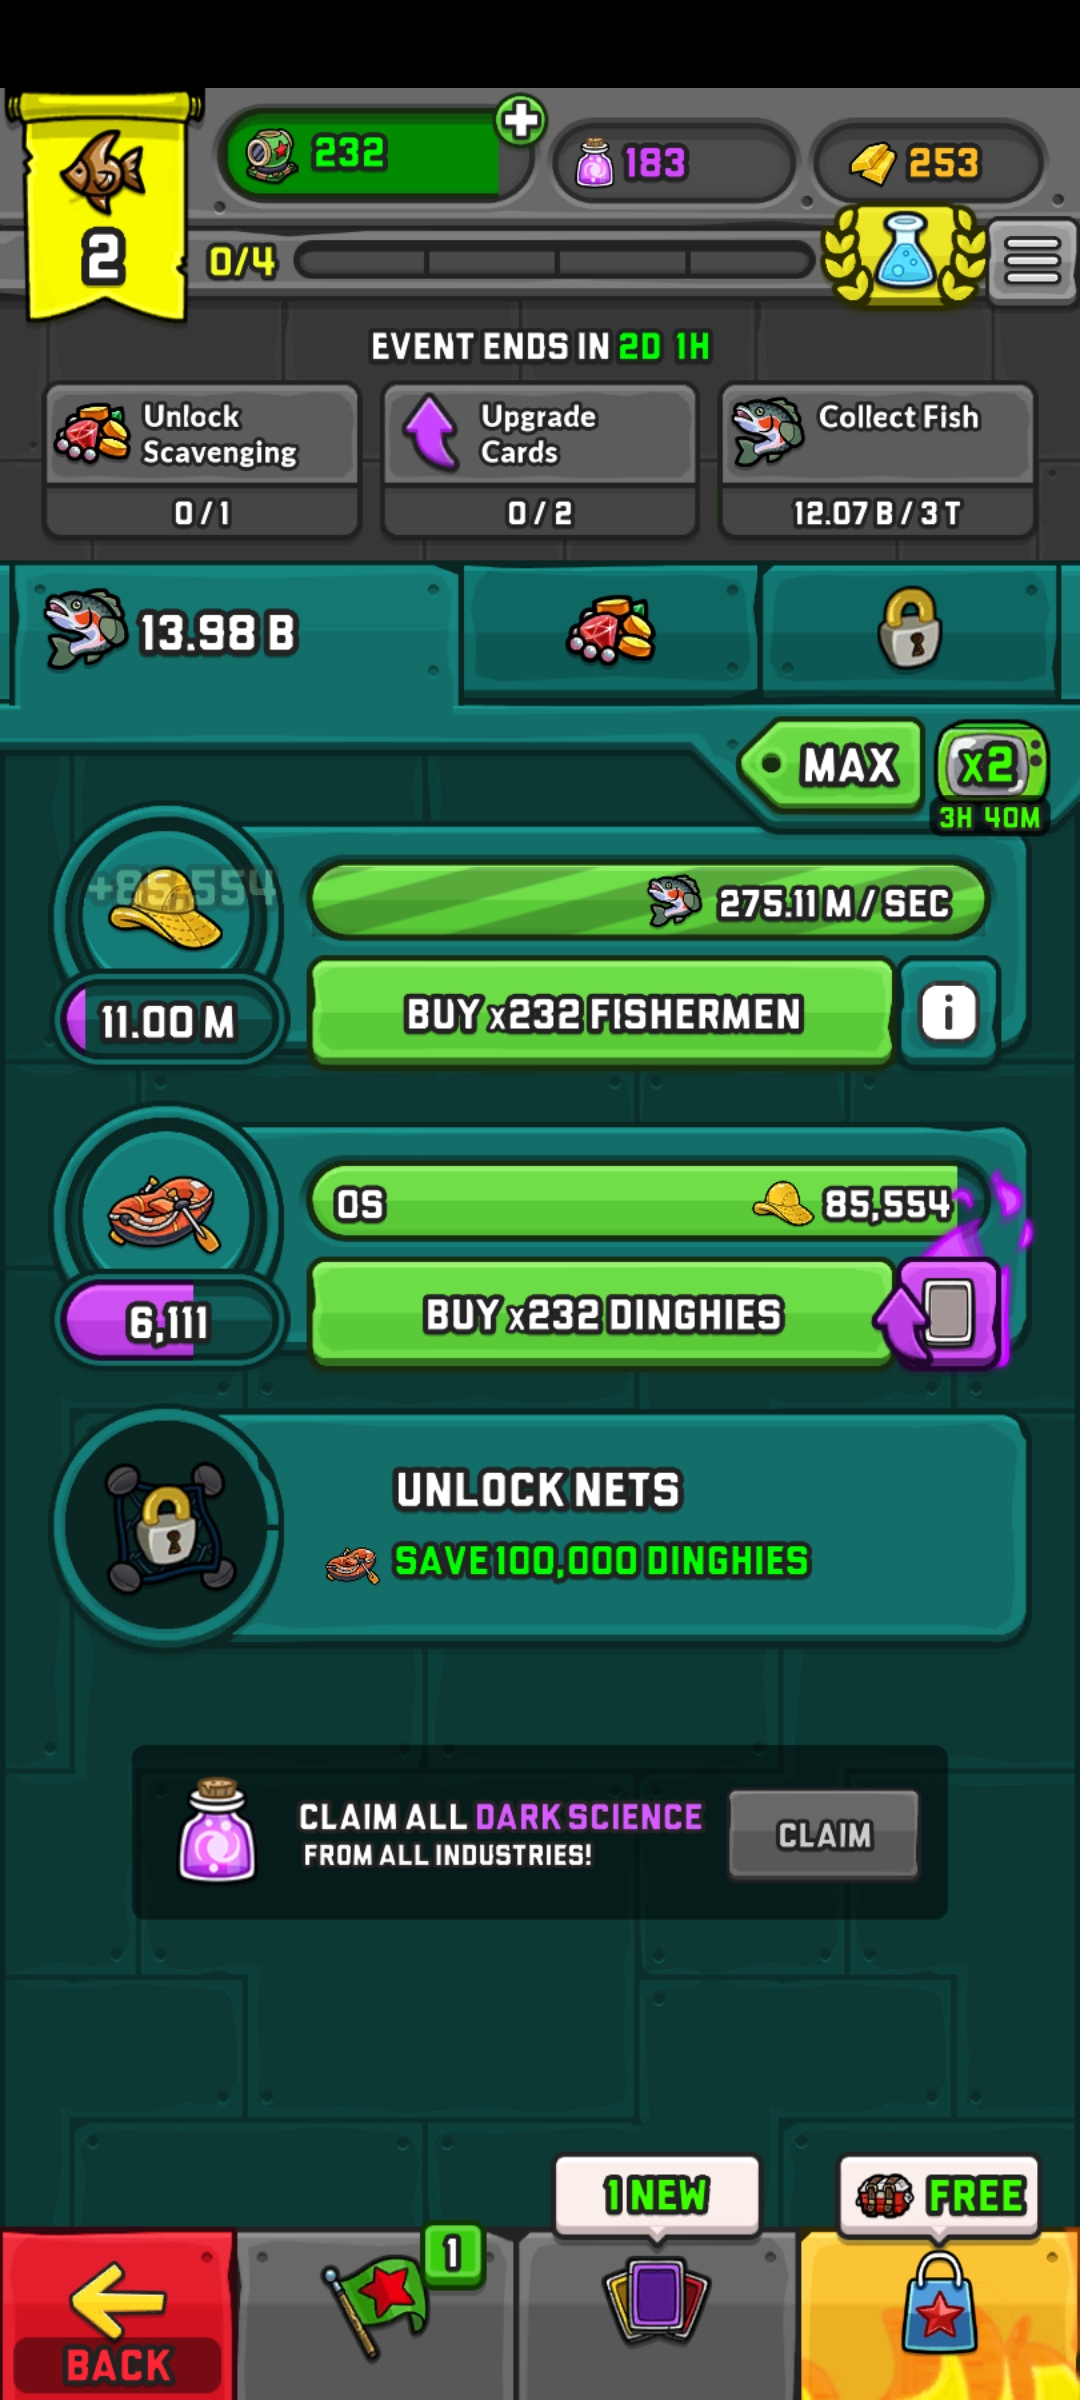 232
183
253
2
0/4
EVENT ENDS IN 2D 1H
Unlock
Scavenging
0 / 1
Upgrade
Cards
0 / 2
Collect Fish
12.07 B / 3 T
13.98 B
MAX
x2
3H 40M
+85,554
275.11 M / SEC
11.00 M
BUY x232 FISHERMEN
i
0S
85,554
6,111
BUY x232 DINGHIES
UNLOCK NETS
SAVE 100,000 DINGHIES
CLAIM ALL DARK SCIENCE
FROM ALL INDUSTRIES!
CLAIM
1 NEW
FREE
1
BACK